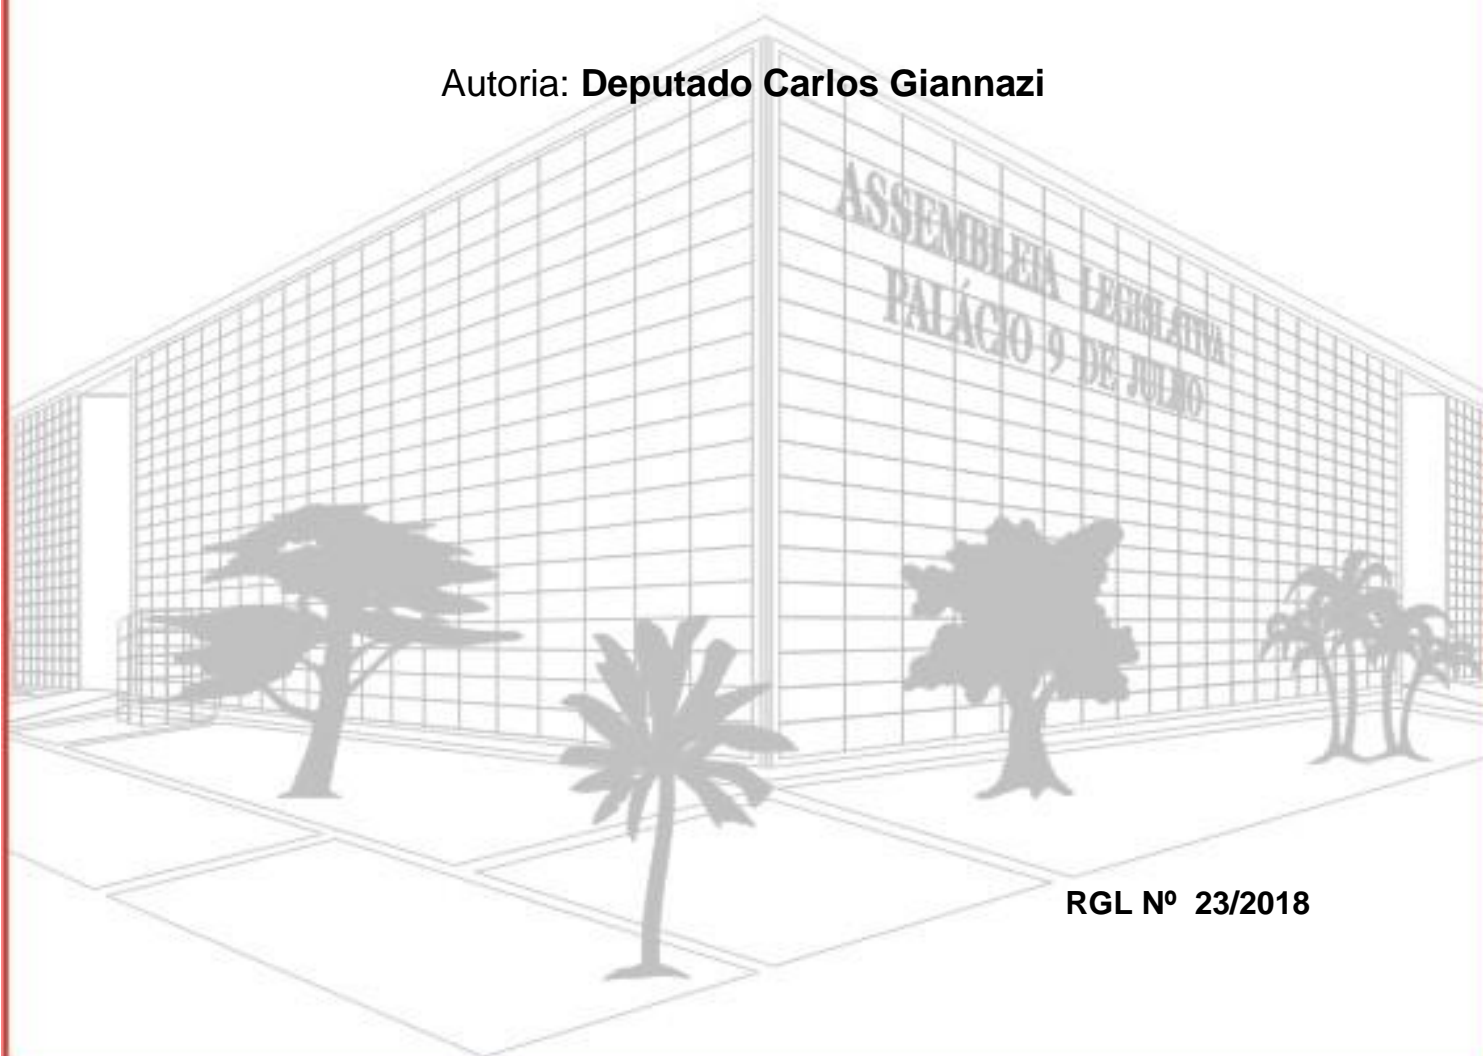 Autoria: Deputado Carlos Giannazi
ASSEMBLEIA LEGISLATIVA
PALÁCIO 9 DE JULHO
RGL Nº 23/2018